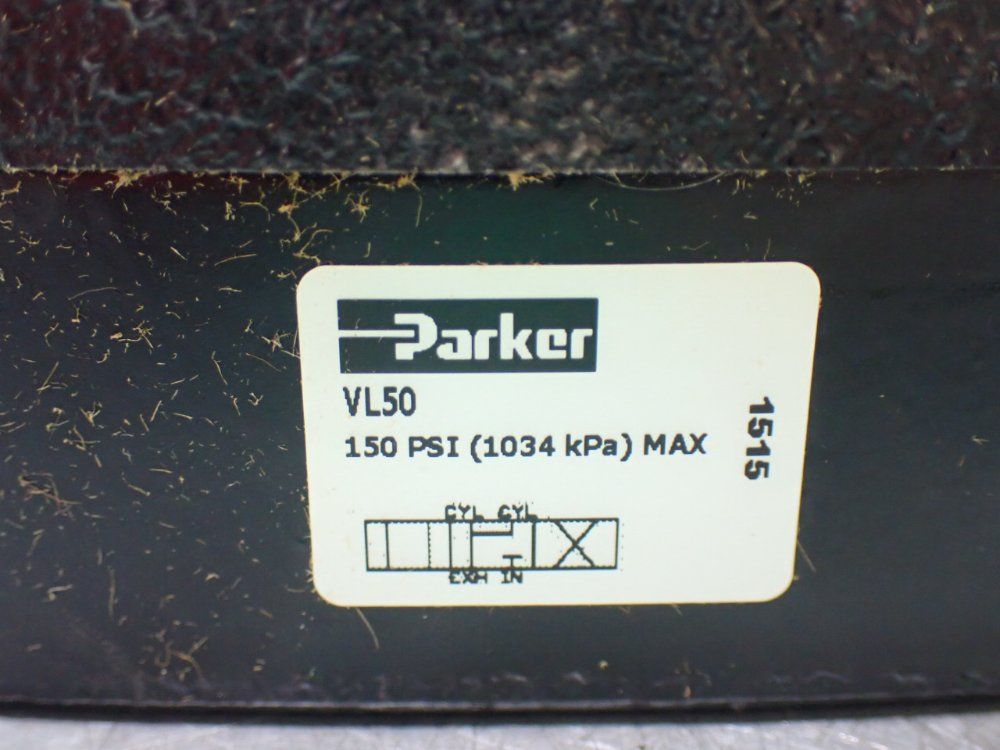 Parker
VL50
150 PSI (1034 kPa) MAX
1515
CYL CYL
EXH IN